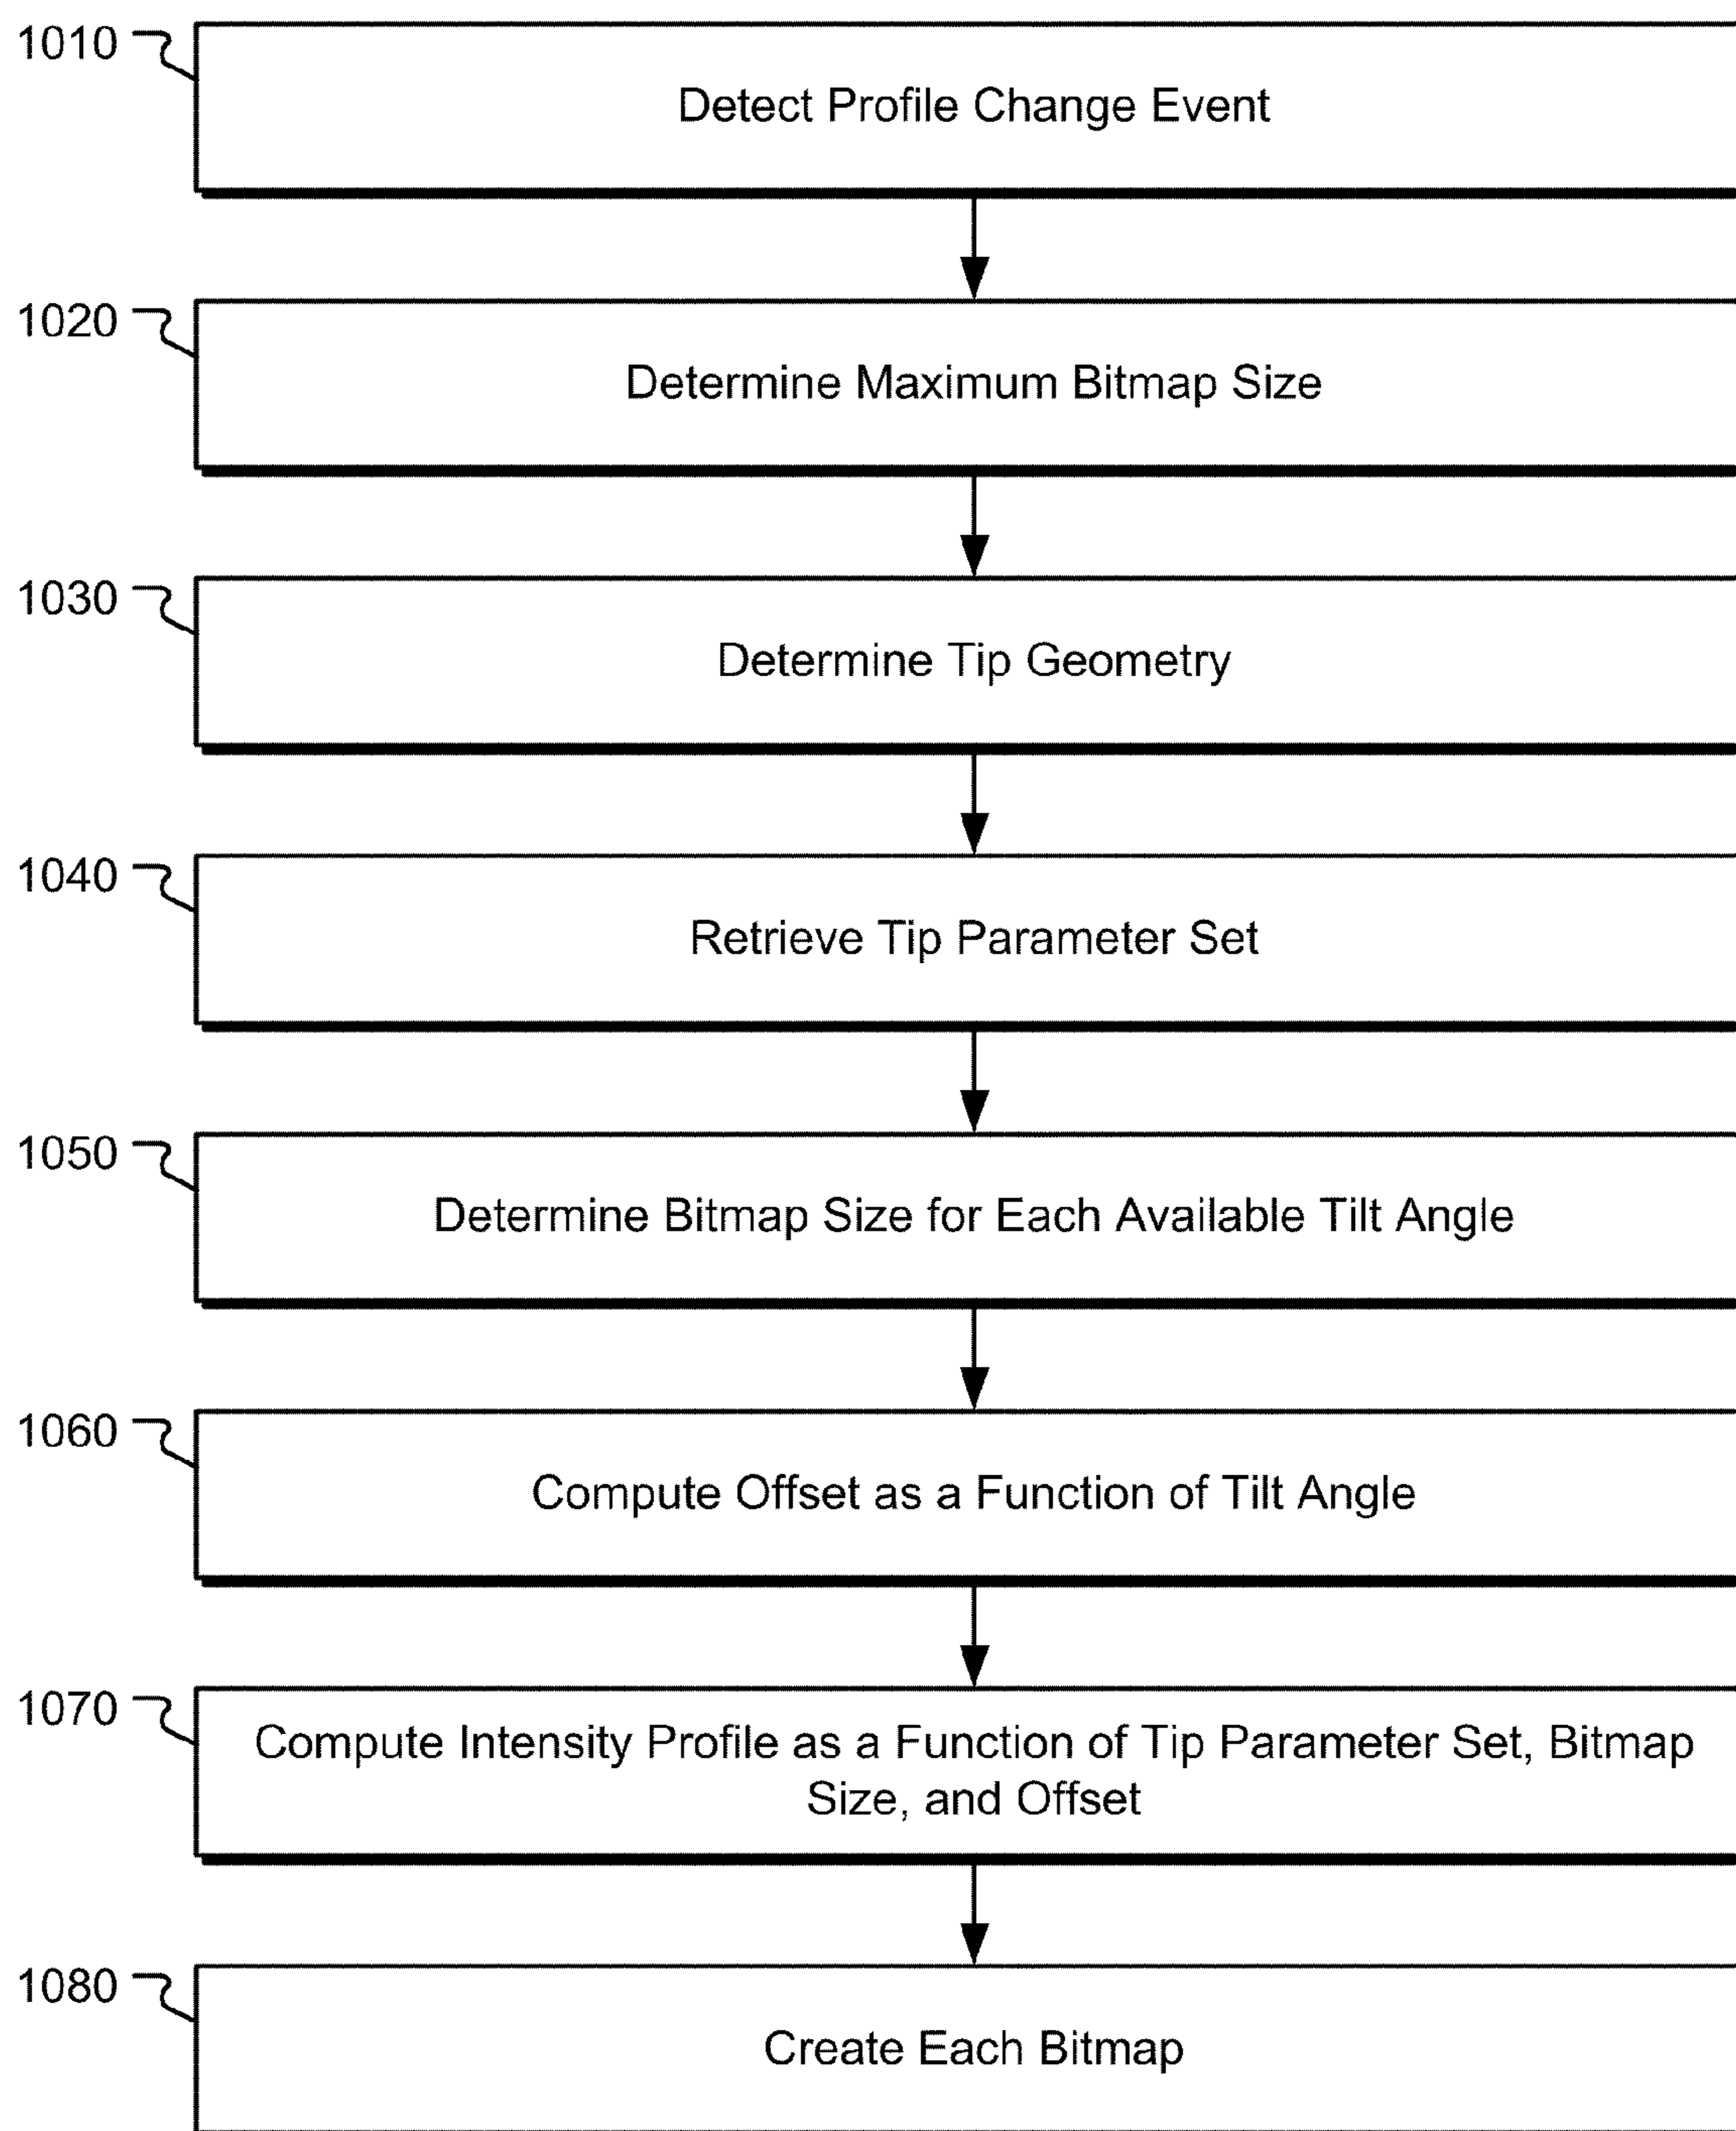 1010
Detect Profile Change Event
1020
Determine Maximum Bitmap Size
1030
Determine Tip Geometry
1040
Retrieve Tip Parameter Set
1050
Determine Bitmap Size for Each Available Tilt Angle
1060
Compute Offset as a Function of Tilt Angle
1070
Compute Intensity Profile as a Function of Tip Parameter Set, Bitmap
Size, and Offset
1080
Create Each Bitmap